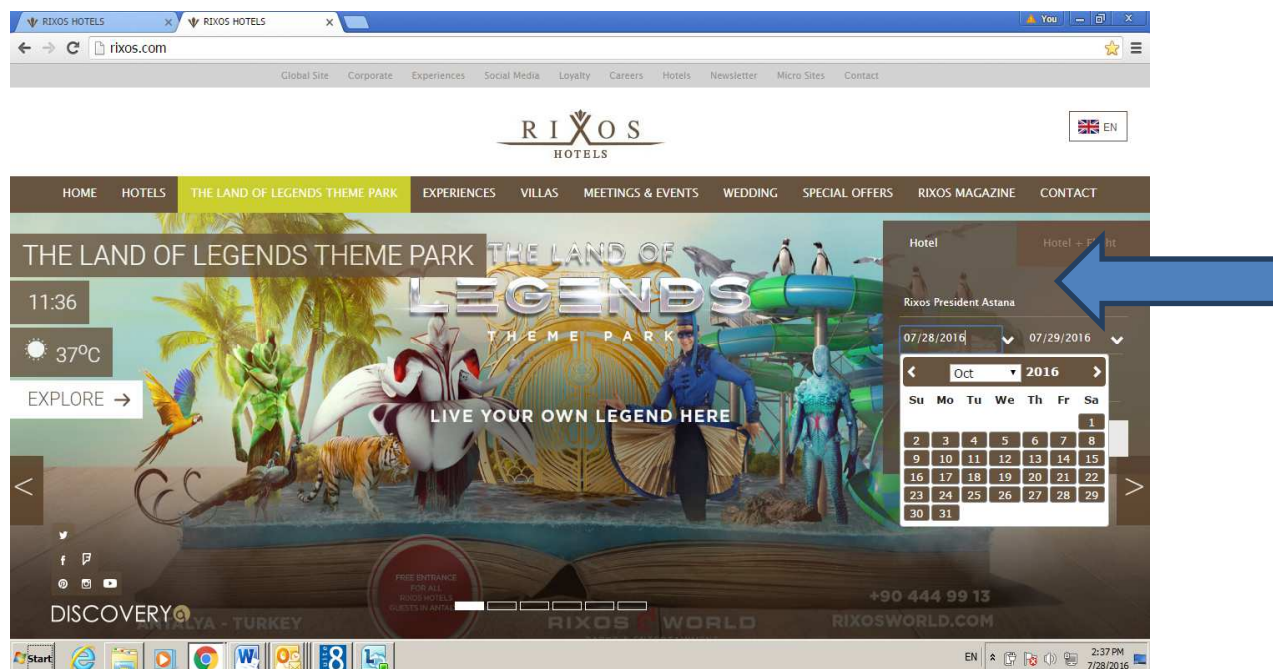 RIXOS HOTELS
RIXOS HOTELS
You
rixos.com
Global Site Corporate Experiences Social Media Loyalty Careers Hotels Newsletter Micro Sites Contact
RIXOS
HOTELS
EN
HOME HOTELS THE LAND OF LEGENDS THEME PARK EXPERIENCES VILLAS MEETINGS & EVENTS WEDDING SPECIAL OFFERS RIXOS MAGAZINE CONTACT
THE LAND OF LEGENDS THEME PARK
11:36
37°C
EXPLORE →
THE LAND OF
LEGENDS
THEME PARK
LIVE YOUR OWN LEGEND HERE
Hotel Hotel +
Rixos President Astana
07/28/2016 07/29/2016
Oct 2016
Su Mo Tu We Th Fr Sa
1
2 3 4 5 6 7 8
9 10 11 12 13 14 15
16 17 18 19 20 21 22
23 24 25 26 27 28 29
30 31
DISCOVERY
FREE ENTRANCE
FOR ALL
RIXOS HOTELS
GUESTS IN
- TURKEY
RIXOS WORLD
+90 444 99 13
RIXOSWORLD.COM
Start
EN
2:37 PM
7/28/2016